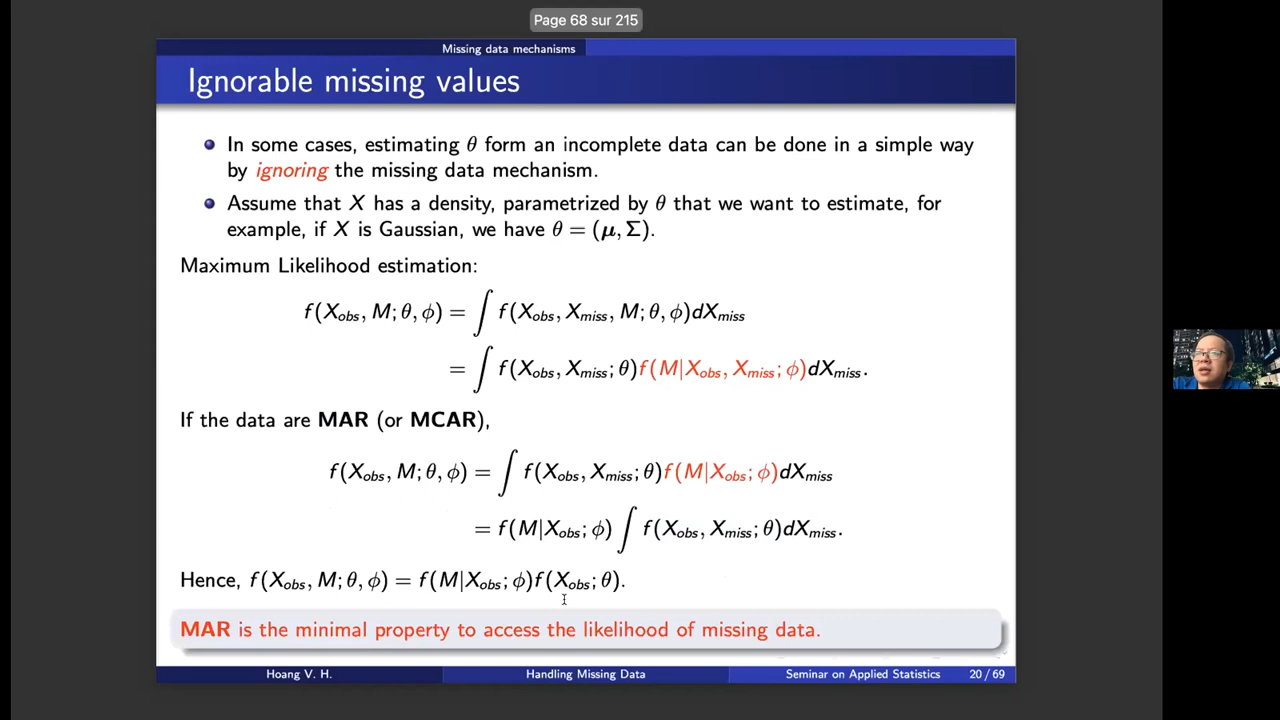 Page 68 sur 215
Missing data mechanisms
Ignorable missing values
In some cases, estimating θ form an incomplete data can be done in a simple way
by ignoring the missing data mechanism.
Assume that X has a density, parametrized by θ that we want to estimate, for
example, if X is Gaussian, we have θ = (μ, Σ).
Maximum Likelihood estimation:
f(X_obs, M; θ, ϕ) = ∫ f(X_obs, X_miss, M; θ, ϕ)dX_miss
= ∫ f(X_obs, X_miss; θ)f(M|X_obs, X_miss; ϕ)dX_miss.
If the data are MAR (or MCAR),
f(X_obs, M; θ, ϕ) = ∫ f(X_obs, X_miss; θ)f(M|X_obs; ϕ)dX_miss
= f(M|X_obs; ϕ) ∫ f(X_obs, X_miss; θ)dX_miss.
Hence, f(X_obs, M; θ, ϕ) = f(M|X_obs; ϕ)f(X_obs; θ).
MAR is the minimal property to access the likelihood of missing data.
Hoang V. H. Handling Missing Data Seminar on Applied Statistics 20 / 69